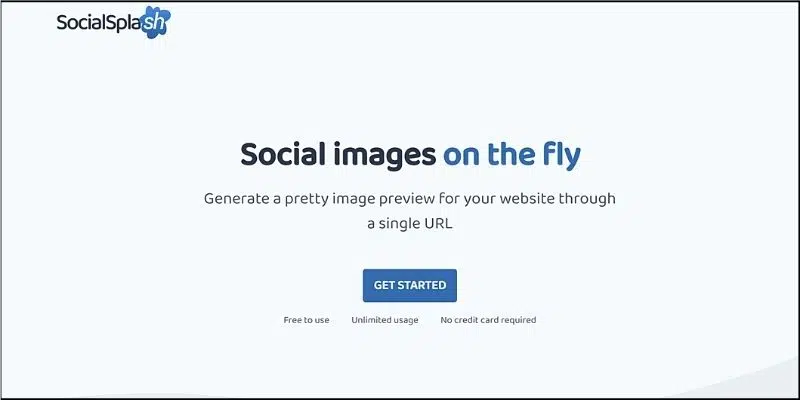 SocialSplash
Social images on the fly
Generate a pretty image preview for your website through
a single URL
GET STARTED
Free to use Unlimited usage No credit card required